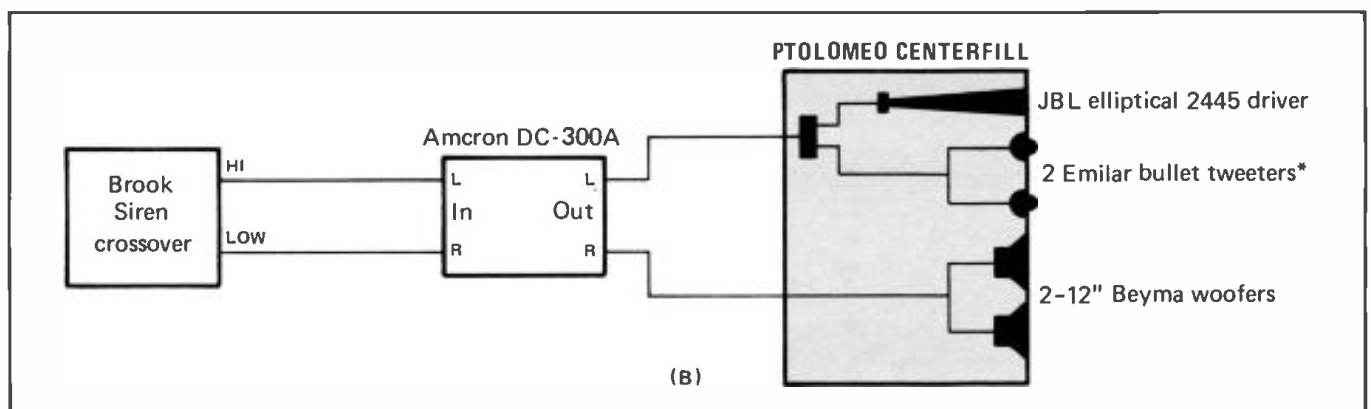 PTOLOMEO CENTERFILL
JBL elliptical 2445 driver
2 Emilar bullet tweeters*
2-12" Beyma woofers
Amcron DC-300A
L
L
In
Out
R
R
HI
LOW
Brook
Siren
crossover
(B)